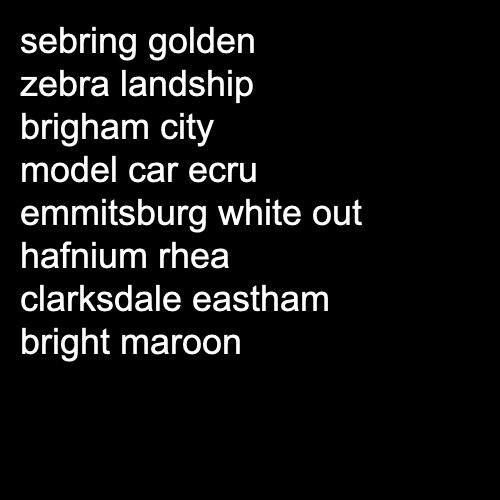 sebring golden
zebra landship
brigham city
model car ecru
emmitsburg white out
hafnium rhea
clarksdale eastham
bright maroon